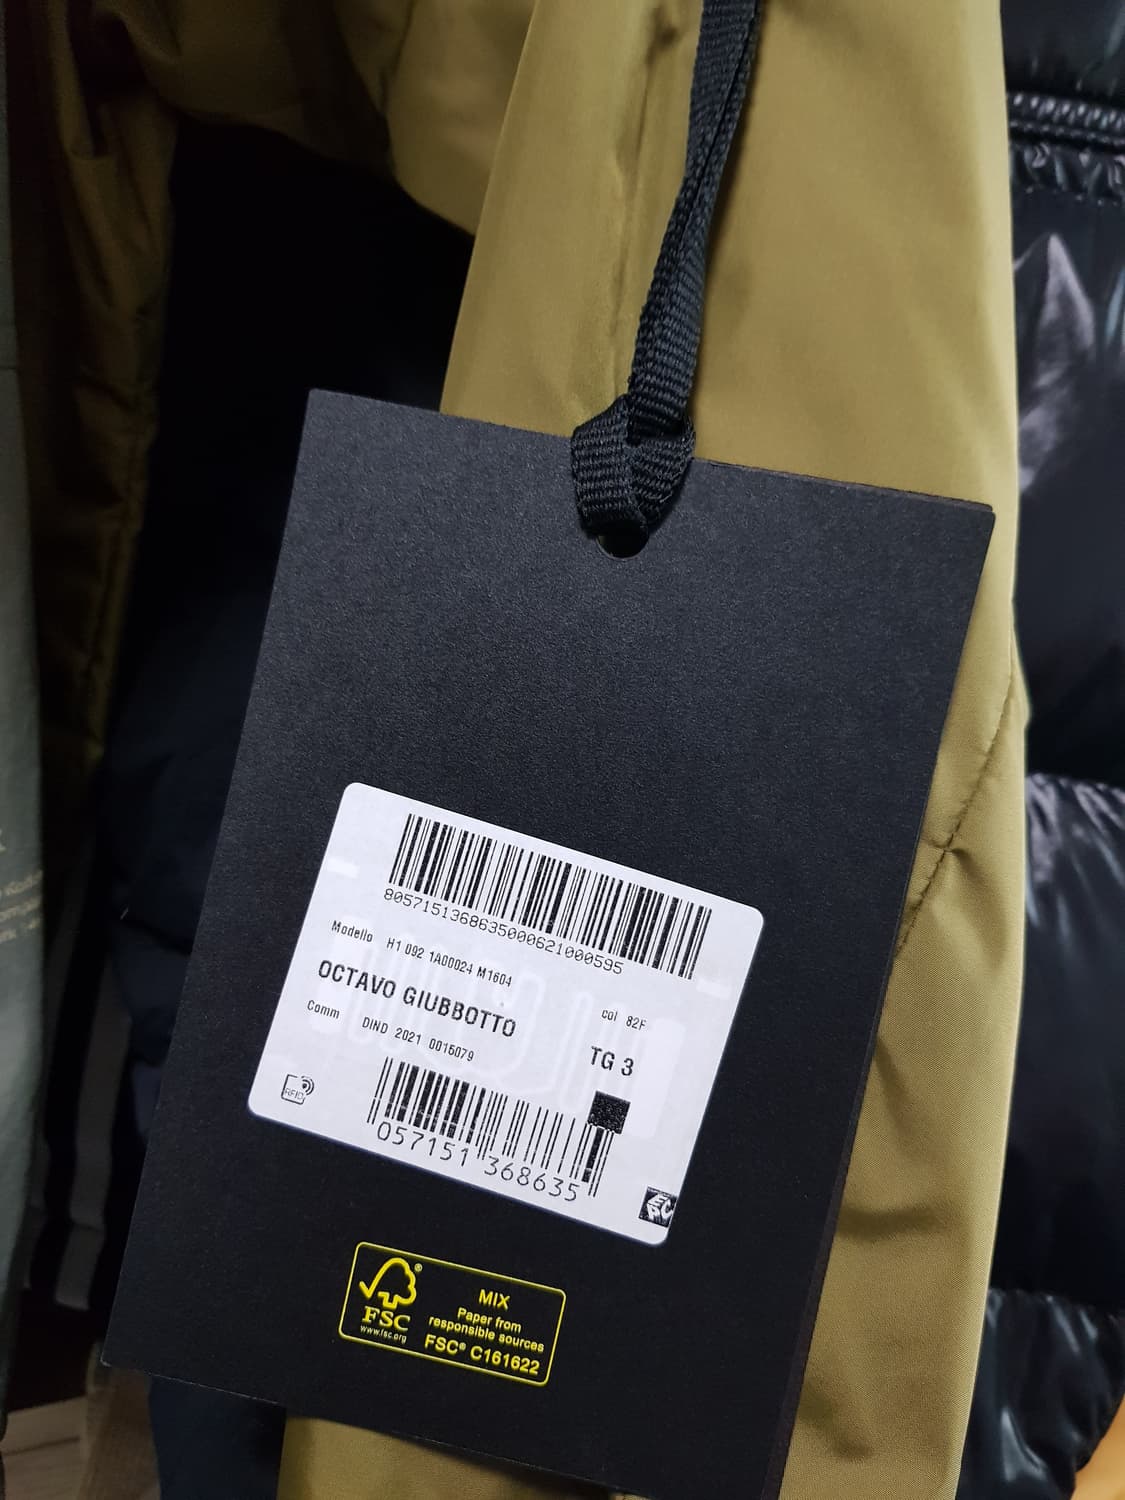 8057151368635000621000595
Modello H1 092 1A00024 M1604
OCTAVO GIUBBOTTO
col 82F
Comm DIND 2021 0015079
TG 3
RFID
057151 368635
FSC
www.fsc.org
MIX
Paper from
responsible sources
FSC® C161622